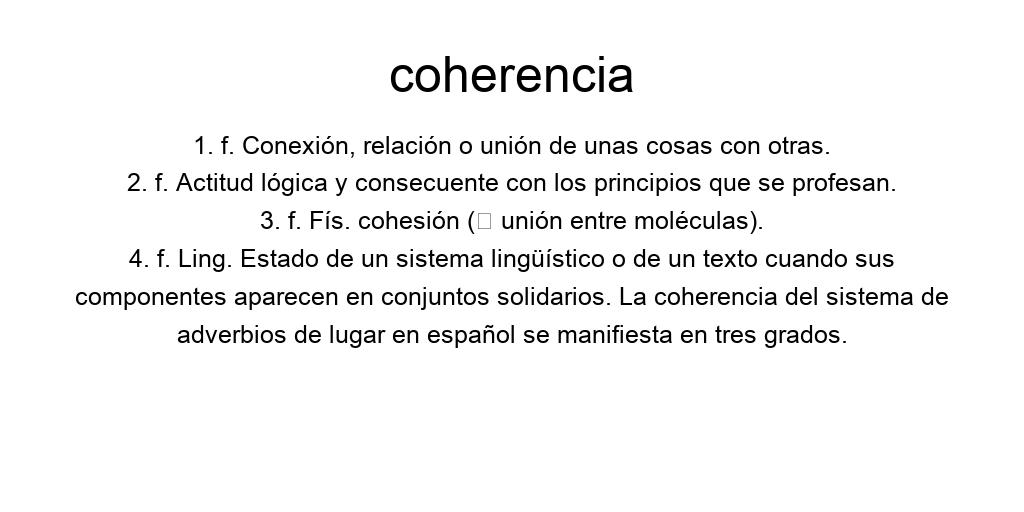 coherencia
1. f. Conexión, relación o unión de unas cosas con otras.
2. f. Actitud lógica y consecuente con los principios que se profesan.
3. f. Fís. cohesión (□ unión entre moléculas).
4. f. Ling. Estado de un sistema lingüístico o de un texto cuando sus
componentes aparecen en conjuntos solidarios. La coherencia del sistema de
adverbios de lugar en español se manifiesta en tres grados.